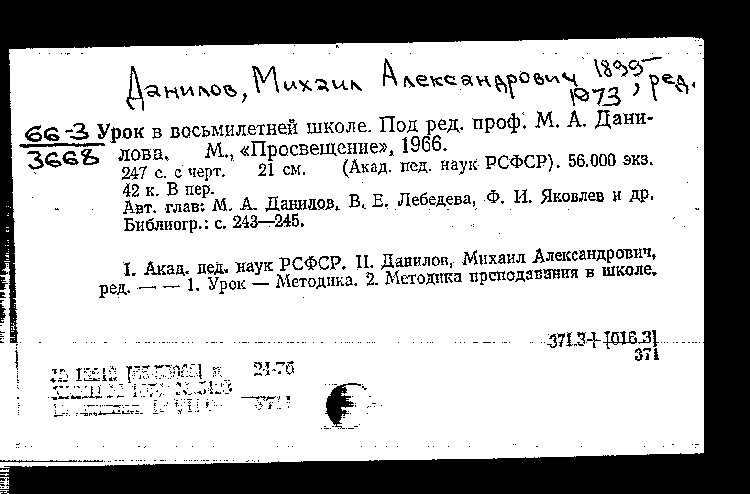 Данилов, Михаил Александрович 1899-1973, ред.
66-3 Урок в восьмилетней школе. Под ред. проф. М. А. Дани-
3668 лова. М., «Просвещение», 1966.
247 с. с черт. 21 см. (Акад. пед. наук РСФСР). 56.000 экз.
42 к. В пер.
Авт. глав: М. А. Данилов, В. Е. Лебедева, Ф. И. Яковлев и др.
Библиогр.: с. 243—245.
I. Акад. пед. наук РСФСР. II. Данилов, Михаил Александрович,
ред. — — 1. Урок — Методика. 2. Методика преподавания в школе.
371.3+[016.3]
371
24-76